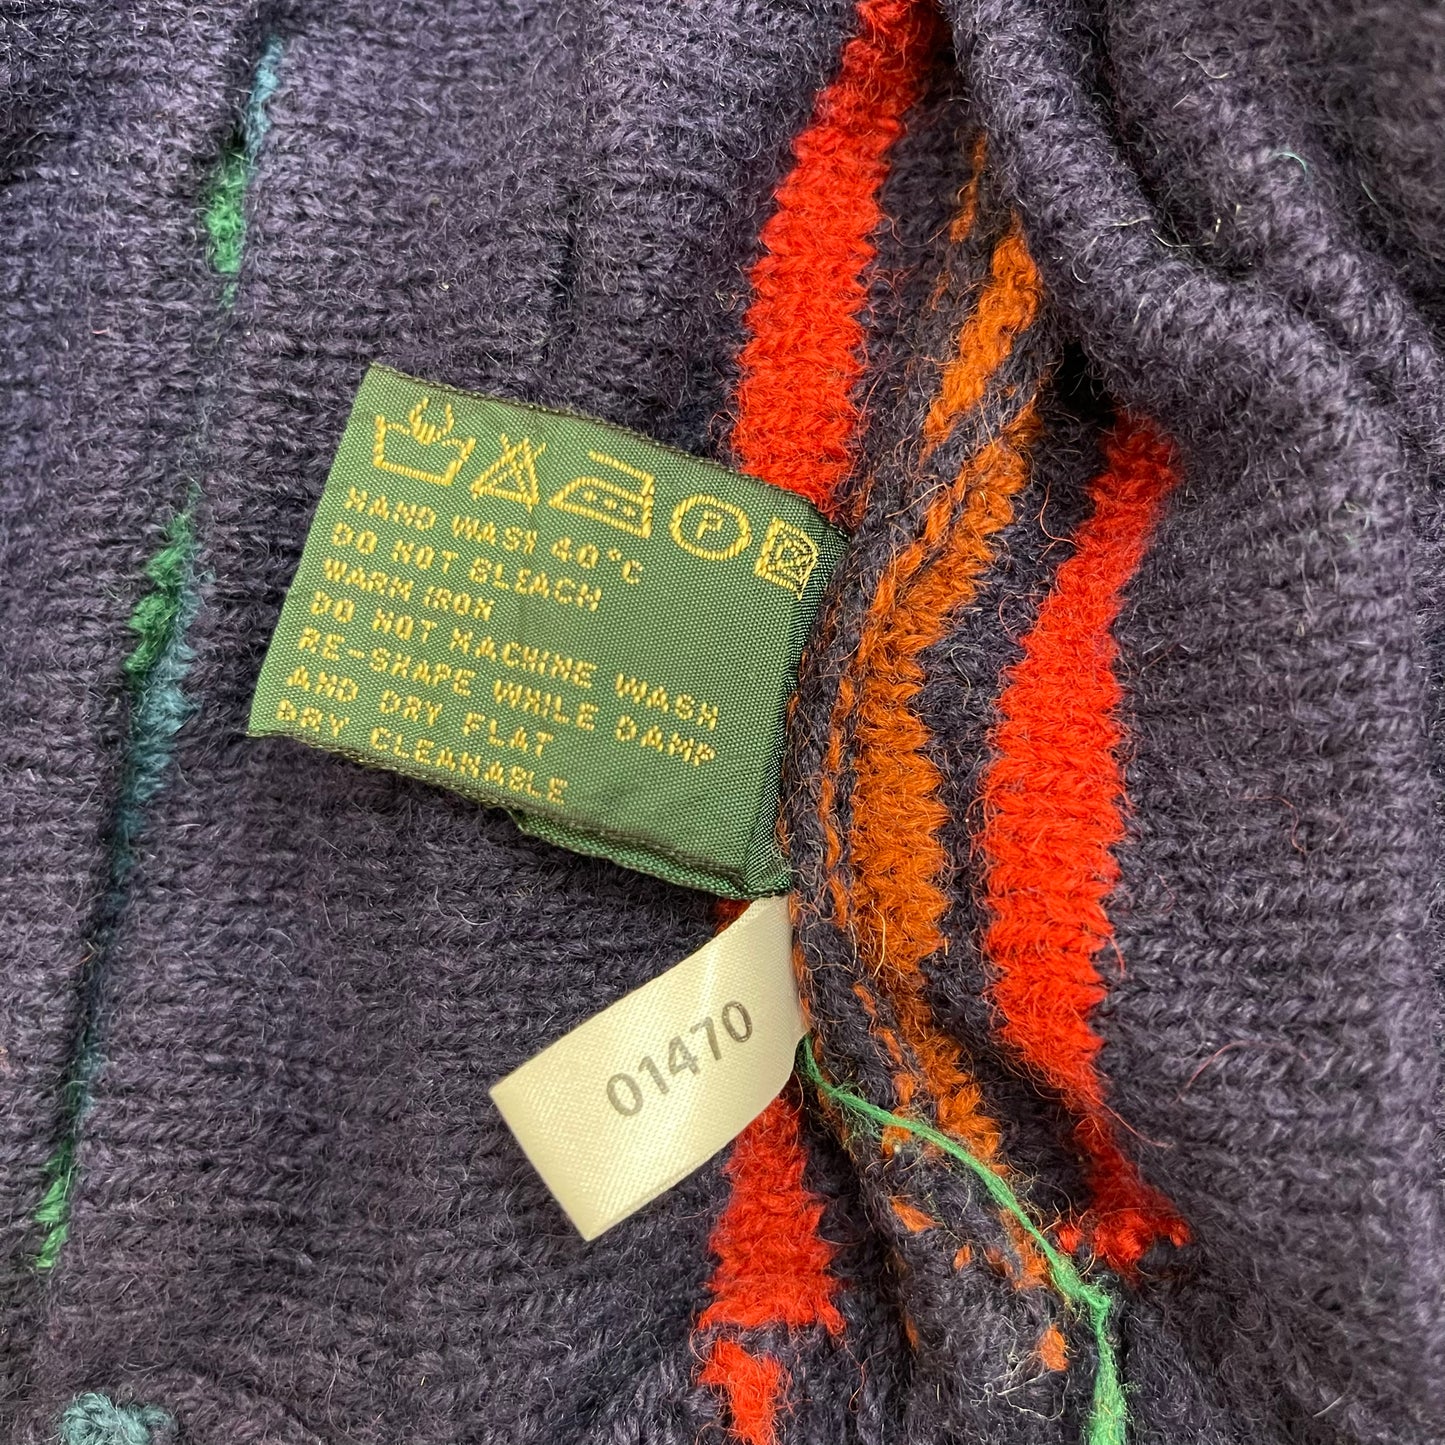 P
HAND WASH 40°C
DO NOT BLEACH
WARM IRON
DO NOT MACHINE WASH
RE-SHAPE WHILE DAMP
AND DRY FLAT
DRY CLEANABLE
01470